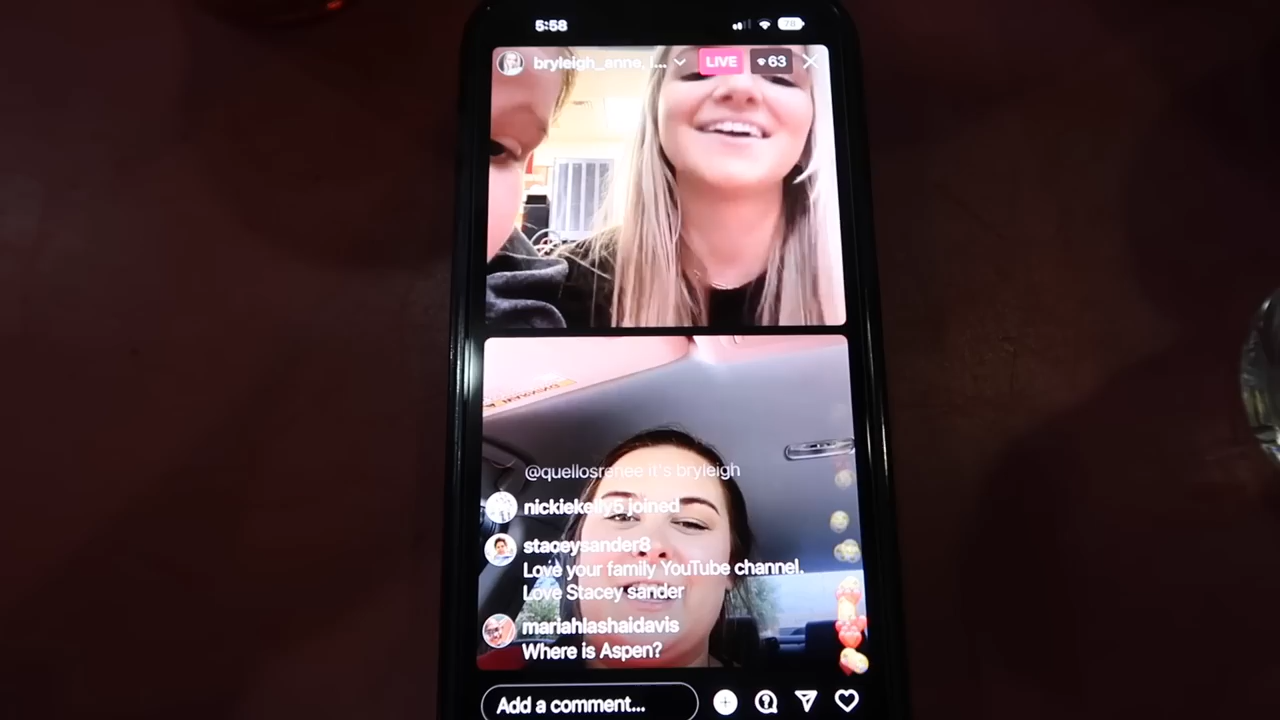 5:58
78
bryleigh_anne, l...
LIVE
63
@quellosrenee it's bryleigh
nickiekelly5 joined
staceysander8
Love your family YouTube channel.
Love Stacey sander
mariahlashaidavis
Where is Aspen?
Add a comment...